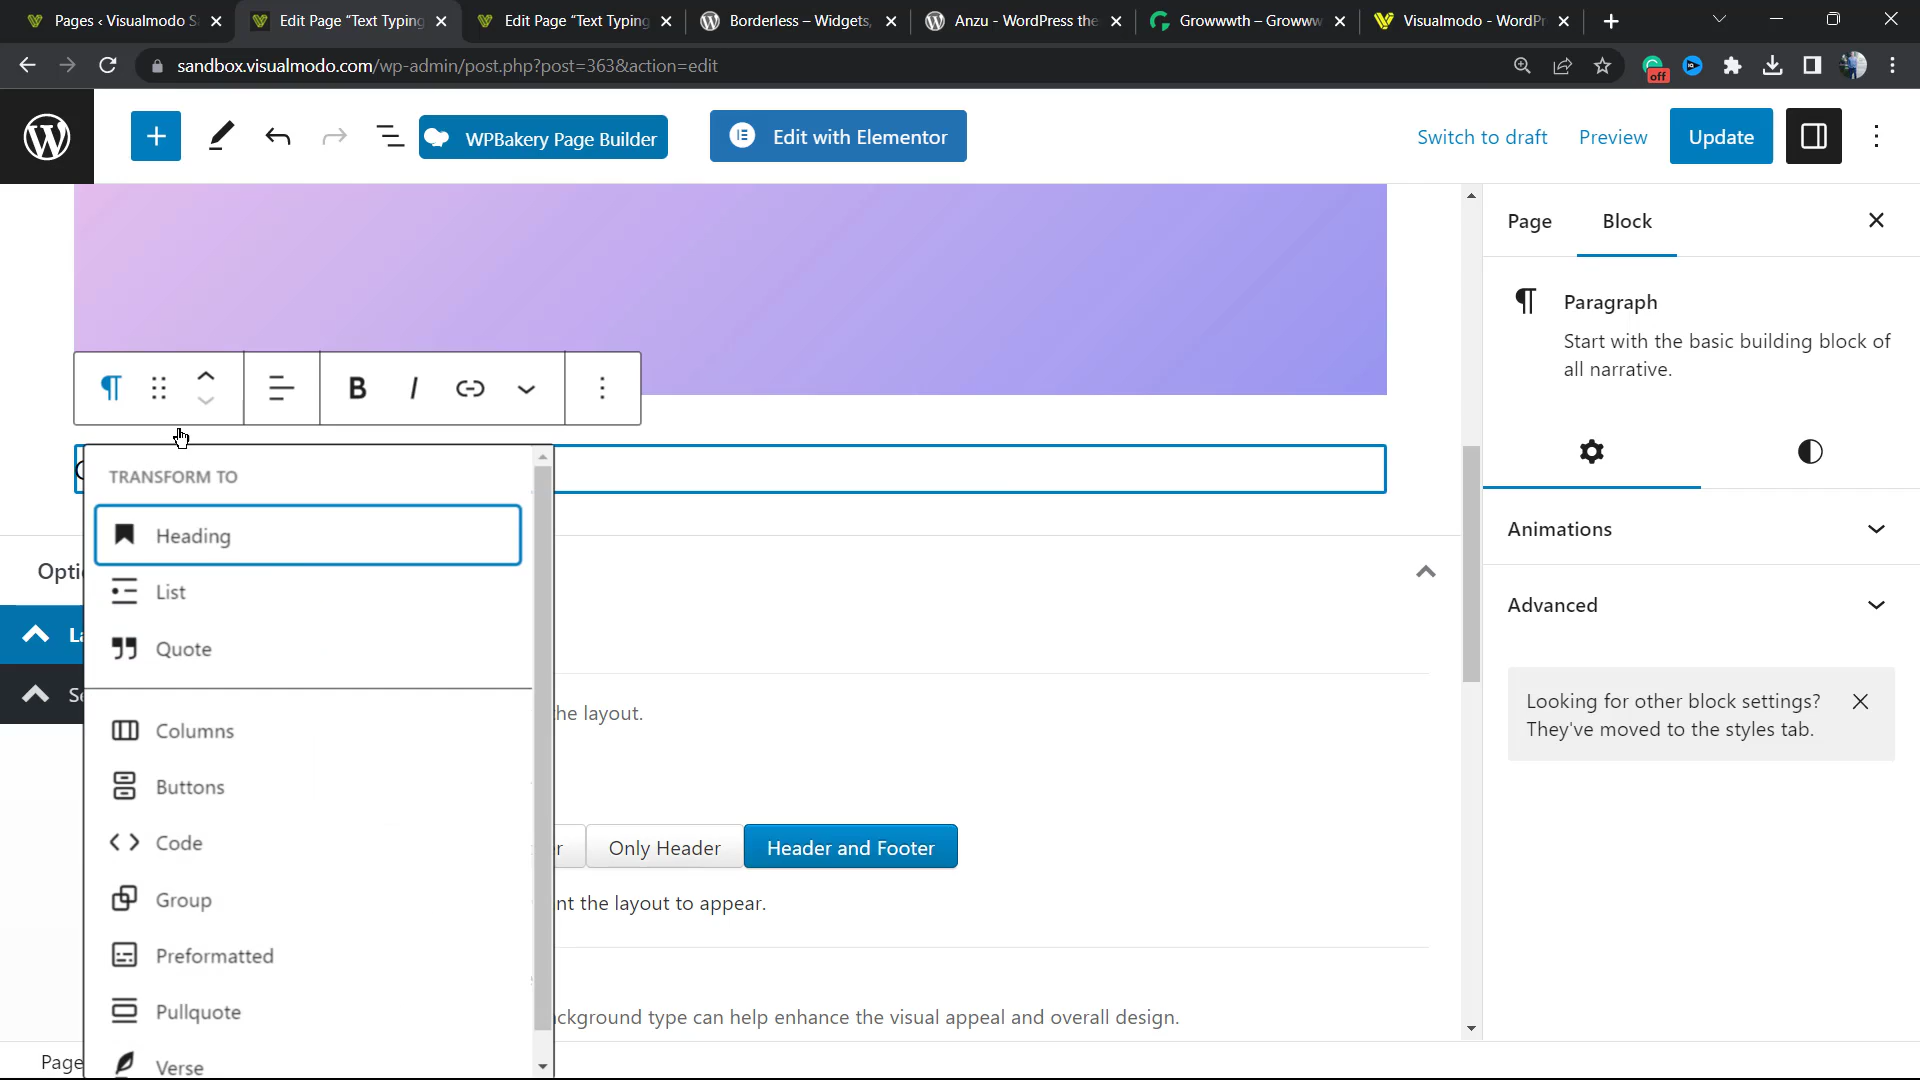 Pages ‹ Visualmodo S
Edit Page “Text Typing
Edit Page “Text Typing
Borderless – Widgets,
Anzu - WordPress the
Growwwth – Growww
Visualmodo - WordPr
sandbox.visualmodo.com/wp-admin/post.php?post=363&action=edit
off
WPBakery Page Builder
Edit with Elementor
Switch to draft
Preview
Update
Page
Block
Paragraph
Start with the basic building block of
all narrative.
B I
TRANSFORM TO
Heading
List
Quote
Columns
Buttons
Code
Group
Preformatted
Pullquote
Verse
Animations
Advanced
Looking for other block settings?
They've moved to the styles tab.
Opti
La
Se
he layout.
r
Only Header
Header and Footer
nt the layout to appear.
ckground type can help enhance the visual appeal and overall design.
Page